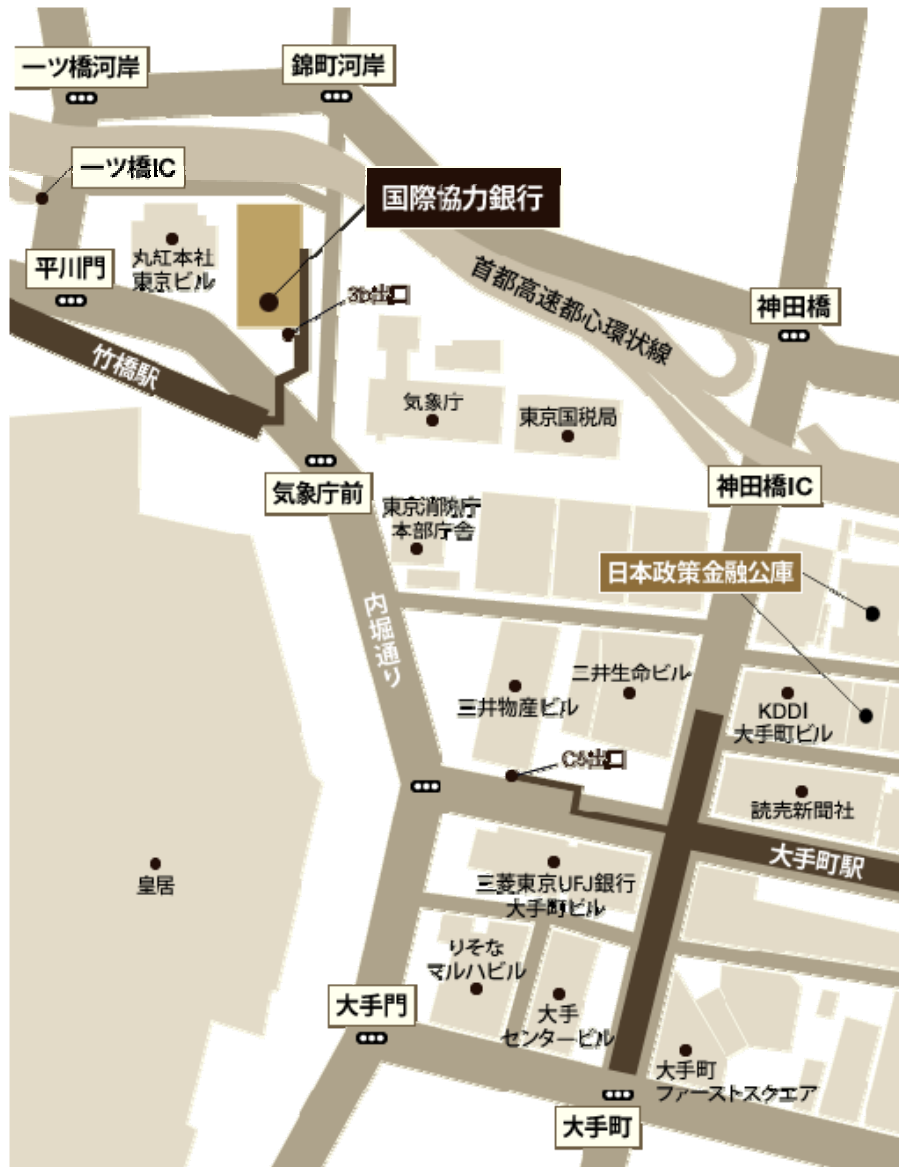 一ツ橋河岸
錦町河岸
一ツ橋IC
国際協力銀行
丸紅本社
東京ビル
平川門
3b出口
首都高速都心環状線
神田橋
竹橋駅
気象庁
東京国税局
気象庁前
神田橋IC
東京消防庁
本部庁舎
日本政策金融公庫
内堀通り
三井生命ビル
三井物産ビル
KDDI
大手町ビル
C5出口
読売新聞社
大手町駅
皇居
三菱東京UFJ銀行
大手町ビル
りそな
マルハビル
大手門
大手
センタービル
大手町
ファーストスクエア
大手町